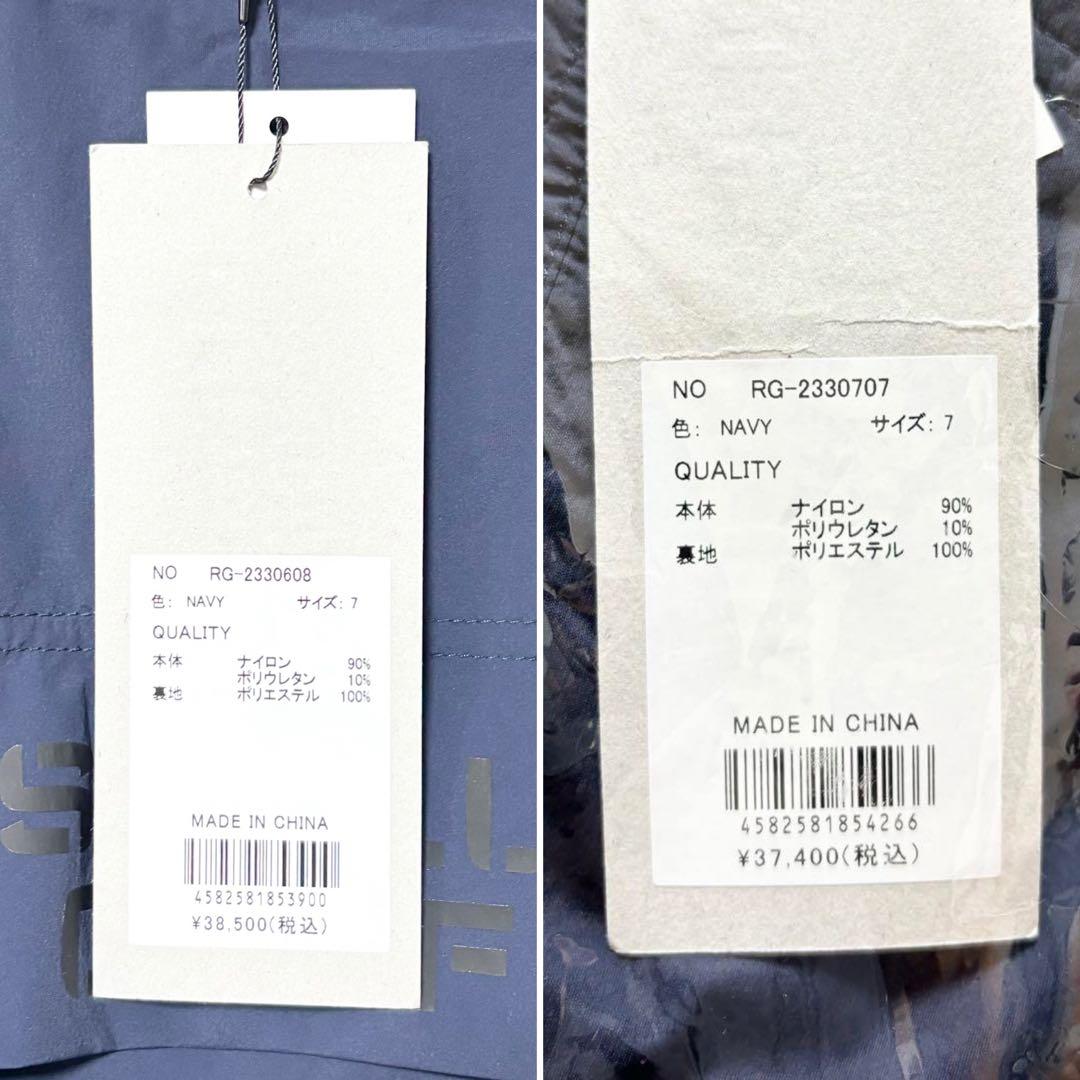 NO RG-2330608
色: NAVY サイズ: 7
QUALITY
本体 ナイロン 90%
ポリウレタン 10%
裏地 ポリエステル 100%
MADE IN CHINA
4582581853900
¥38,500(税込)
NO RG-2330707
色: NAVY サイズ: 7
QUALITY
本体 ナイロン 90%
ポリウレタン 10%
裏地 ポリエステル 100%
MADE IN CHINA
4582581854266
¥37,400(税込)